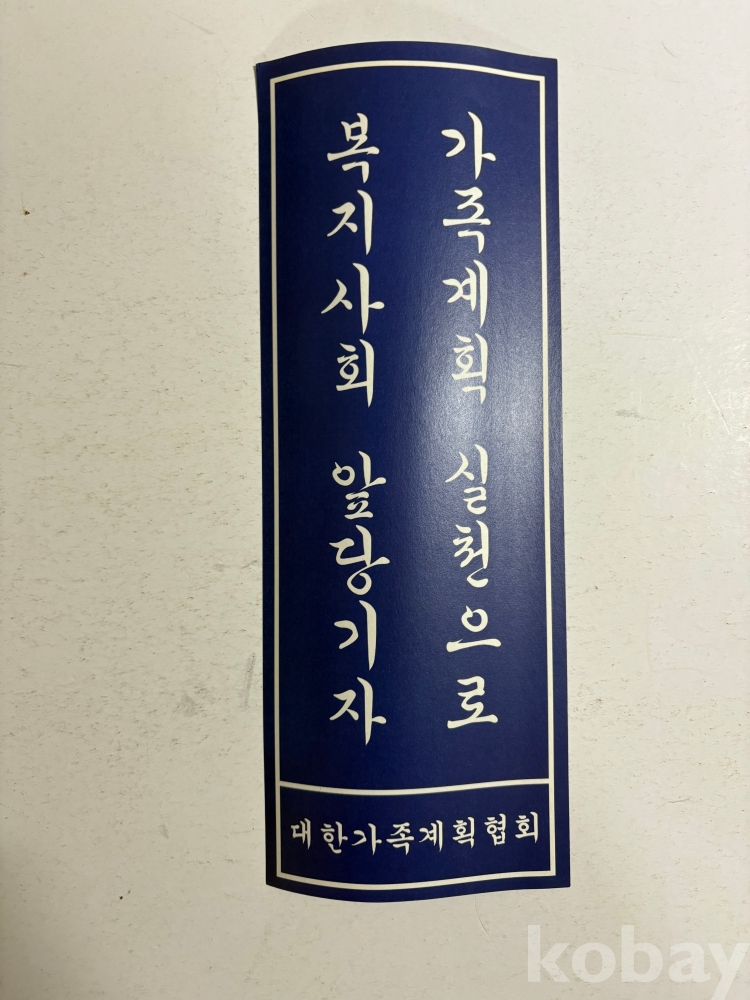 가족계획 실천으로
복지사회 앞당기자
대한가족계획협회
kobay